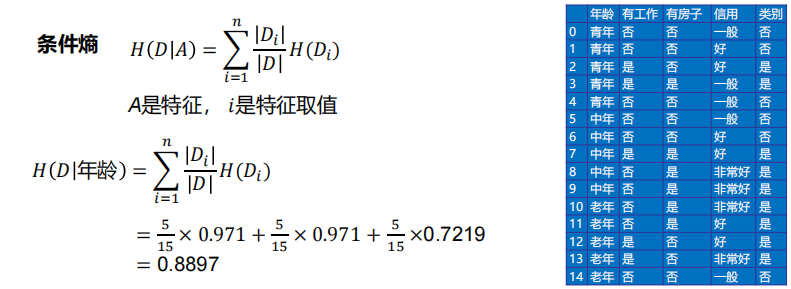 条件熵 H(D|A) = \sum_{i=1}^{n} \frac{|D_i|}{|D|} H(D_i)
A是特征， i是特征取值
H(D|年龄) = \sum_{i=1}^{n} \frac{|D_i|}{|D|} H(D_i)
= \frac{5}{15} × 0.971 + \frac{5}{15} × 0.971 + \frac{5}{15} ×0.7219
= 0.8897
年龄 有工作 有房子 信用 类别
0 青年 否 否 一般 否
1 青年 否 否 好 否
2 青年 是 否 好 是
3 青年 是 是 一般 是
4 青年 否 否 一般 否
5 中年 否 否 一般 否
6 中年 否 否 好 否
7 中年 是 是 好 是
8 中年 否 是 非常好 是
9 中年 否 是 非常好 是
10 老年 否 是 非常好 是
11 老年 否 是 好 是
12 老年 是 否 好 是
13 老年 是 否 非常好 是
14 老年 否 否 一般 否